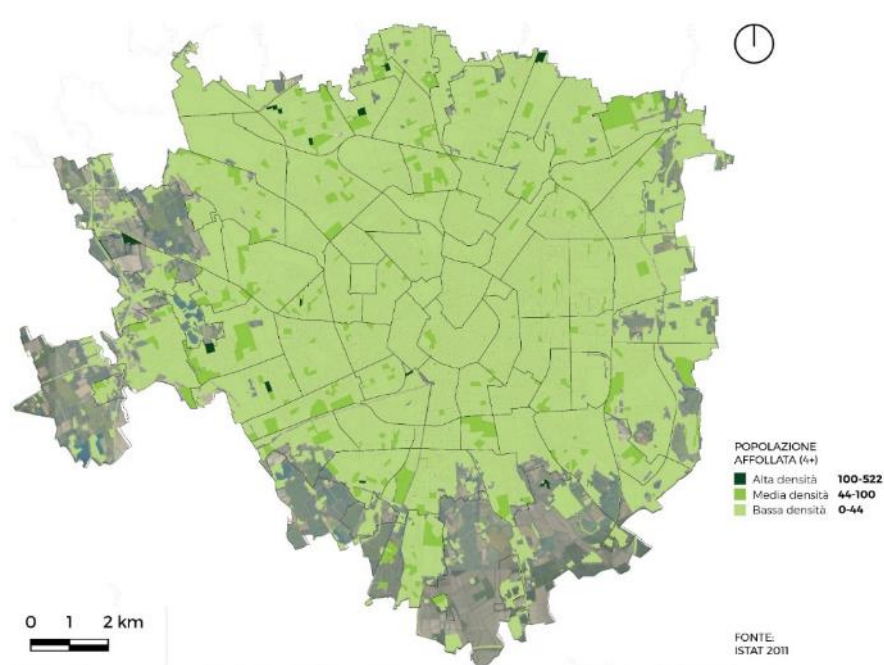 POPOLAZIONE
AFFOLLATA (4+)
Alta densità 100-522
Media densità 44-100
Bassa densità 0-44
0 1 2 km
FONTE:
ISTAT 2011